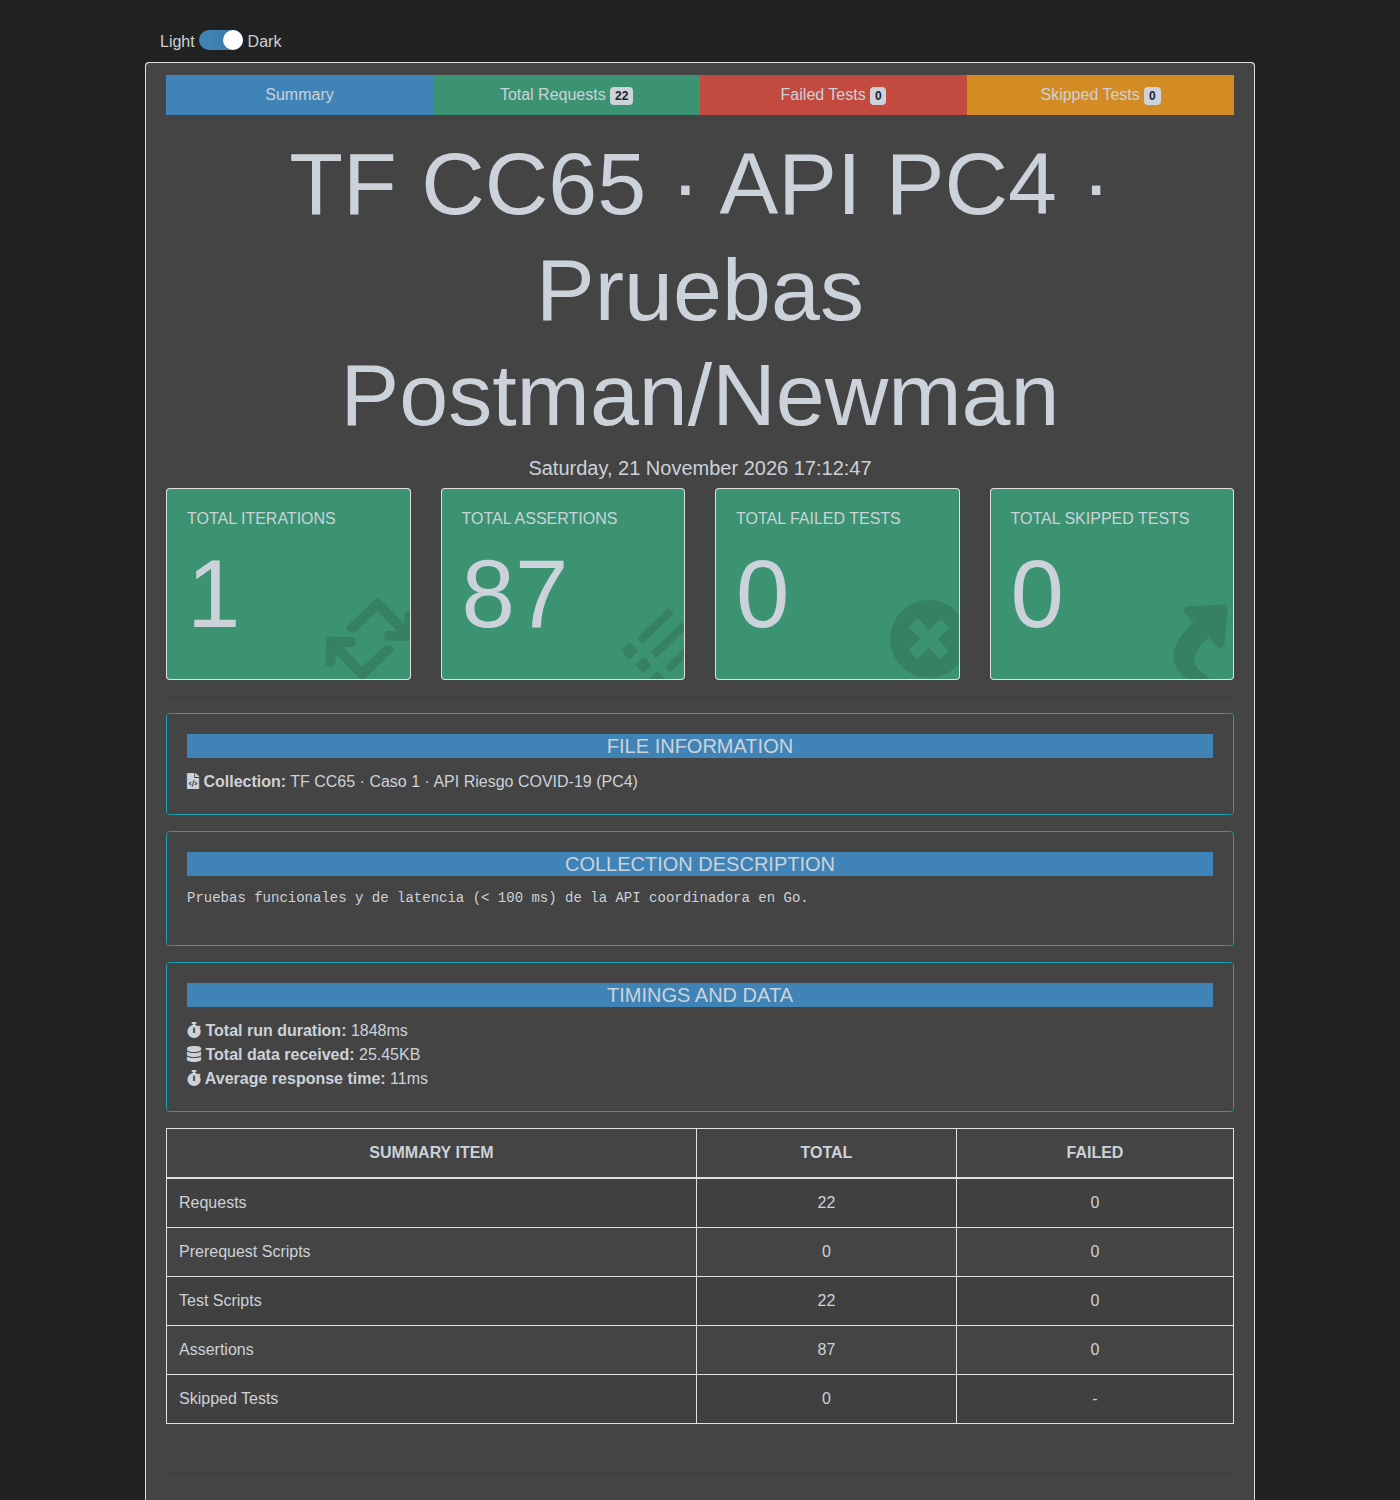 Light Dark
Summary Total Requests 22 Failed Tests 0 Skipped Tests 0
TF CC65 · API PC4 ·
Pruebas
Postman/Newman
Saturday, 21 November 2026 17:12:47
TOTAL ITERATIONS
1
TOTAL ASSERTIONS
87
TOTAL FAILED TESTS
0
TOTAL SKIPPED TESTS
0
FILE INFORMATION
Collection: TF CC65 · Caso 1 · API Riesgo COVID-19 (PC4)
COLLECTION DESCRIPTION
Pruebas funcionales y de latencia (< 100 ms) de la API coordinadora en Go.
TIMINGS AND DATA
Total run duration: 1848ms
Total data received: 25.45KB
Average response time: 11ms
SUMMARY ITEM TOTAL FAILED
Requests 22 0
Prerequest Scripts 0 0
Test Scripts 22 0
Assertions 87 0
Skipped Tests 0 -